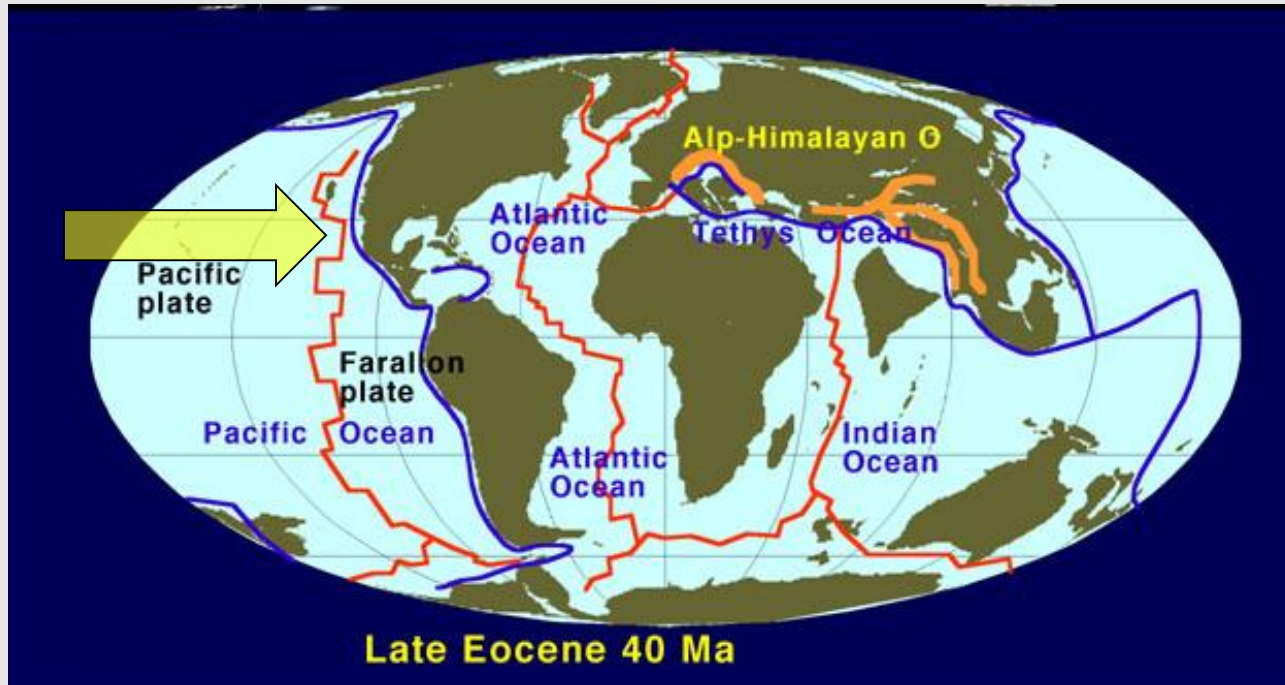 Alp-Himalayan O
Atlantic
Ocean
Tethys Ocean
Pacific
plate
Farallon
plate
Pacific Ocean
Atlantic
Ocean
Indian
Ocean
Late Eocene 40 Ma